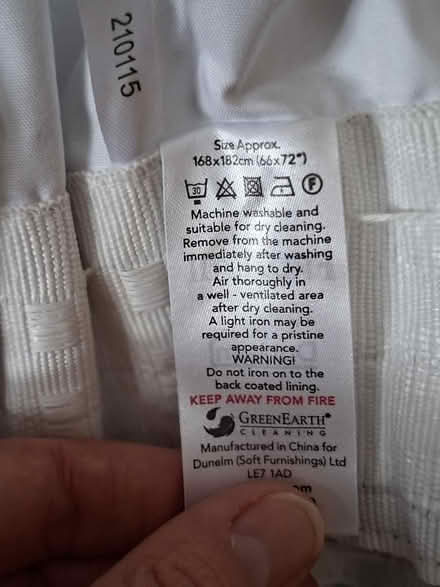 210115
Size Approx.
168x182cm (66x72")
30 F
Machine washable and
suitable for dry cleaning.
Remove from the machine
immediately after washing
and hang to dry.
Air thoroughly in
a well - ventilated area
after dry cleaning.
A light iron may be
required for a pristine
appearance.
WARNING!
Do not iron on to the
back coated lining.
KEEP AWAY FROM FIRE
GREENEARTH®
CLEANING
Manufactured in China for
Dunelm (Soft Furnishings) Ltd
LE7 1AD